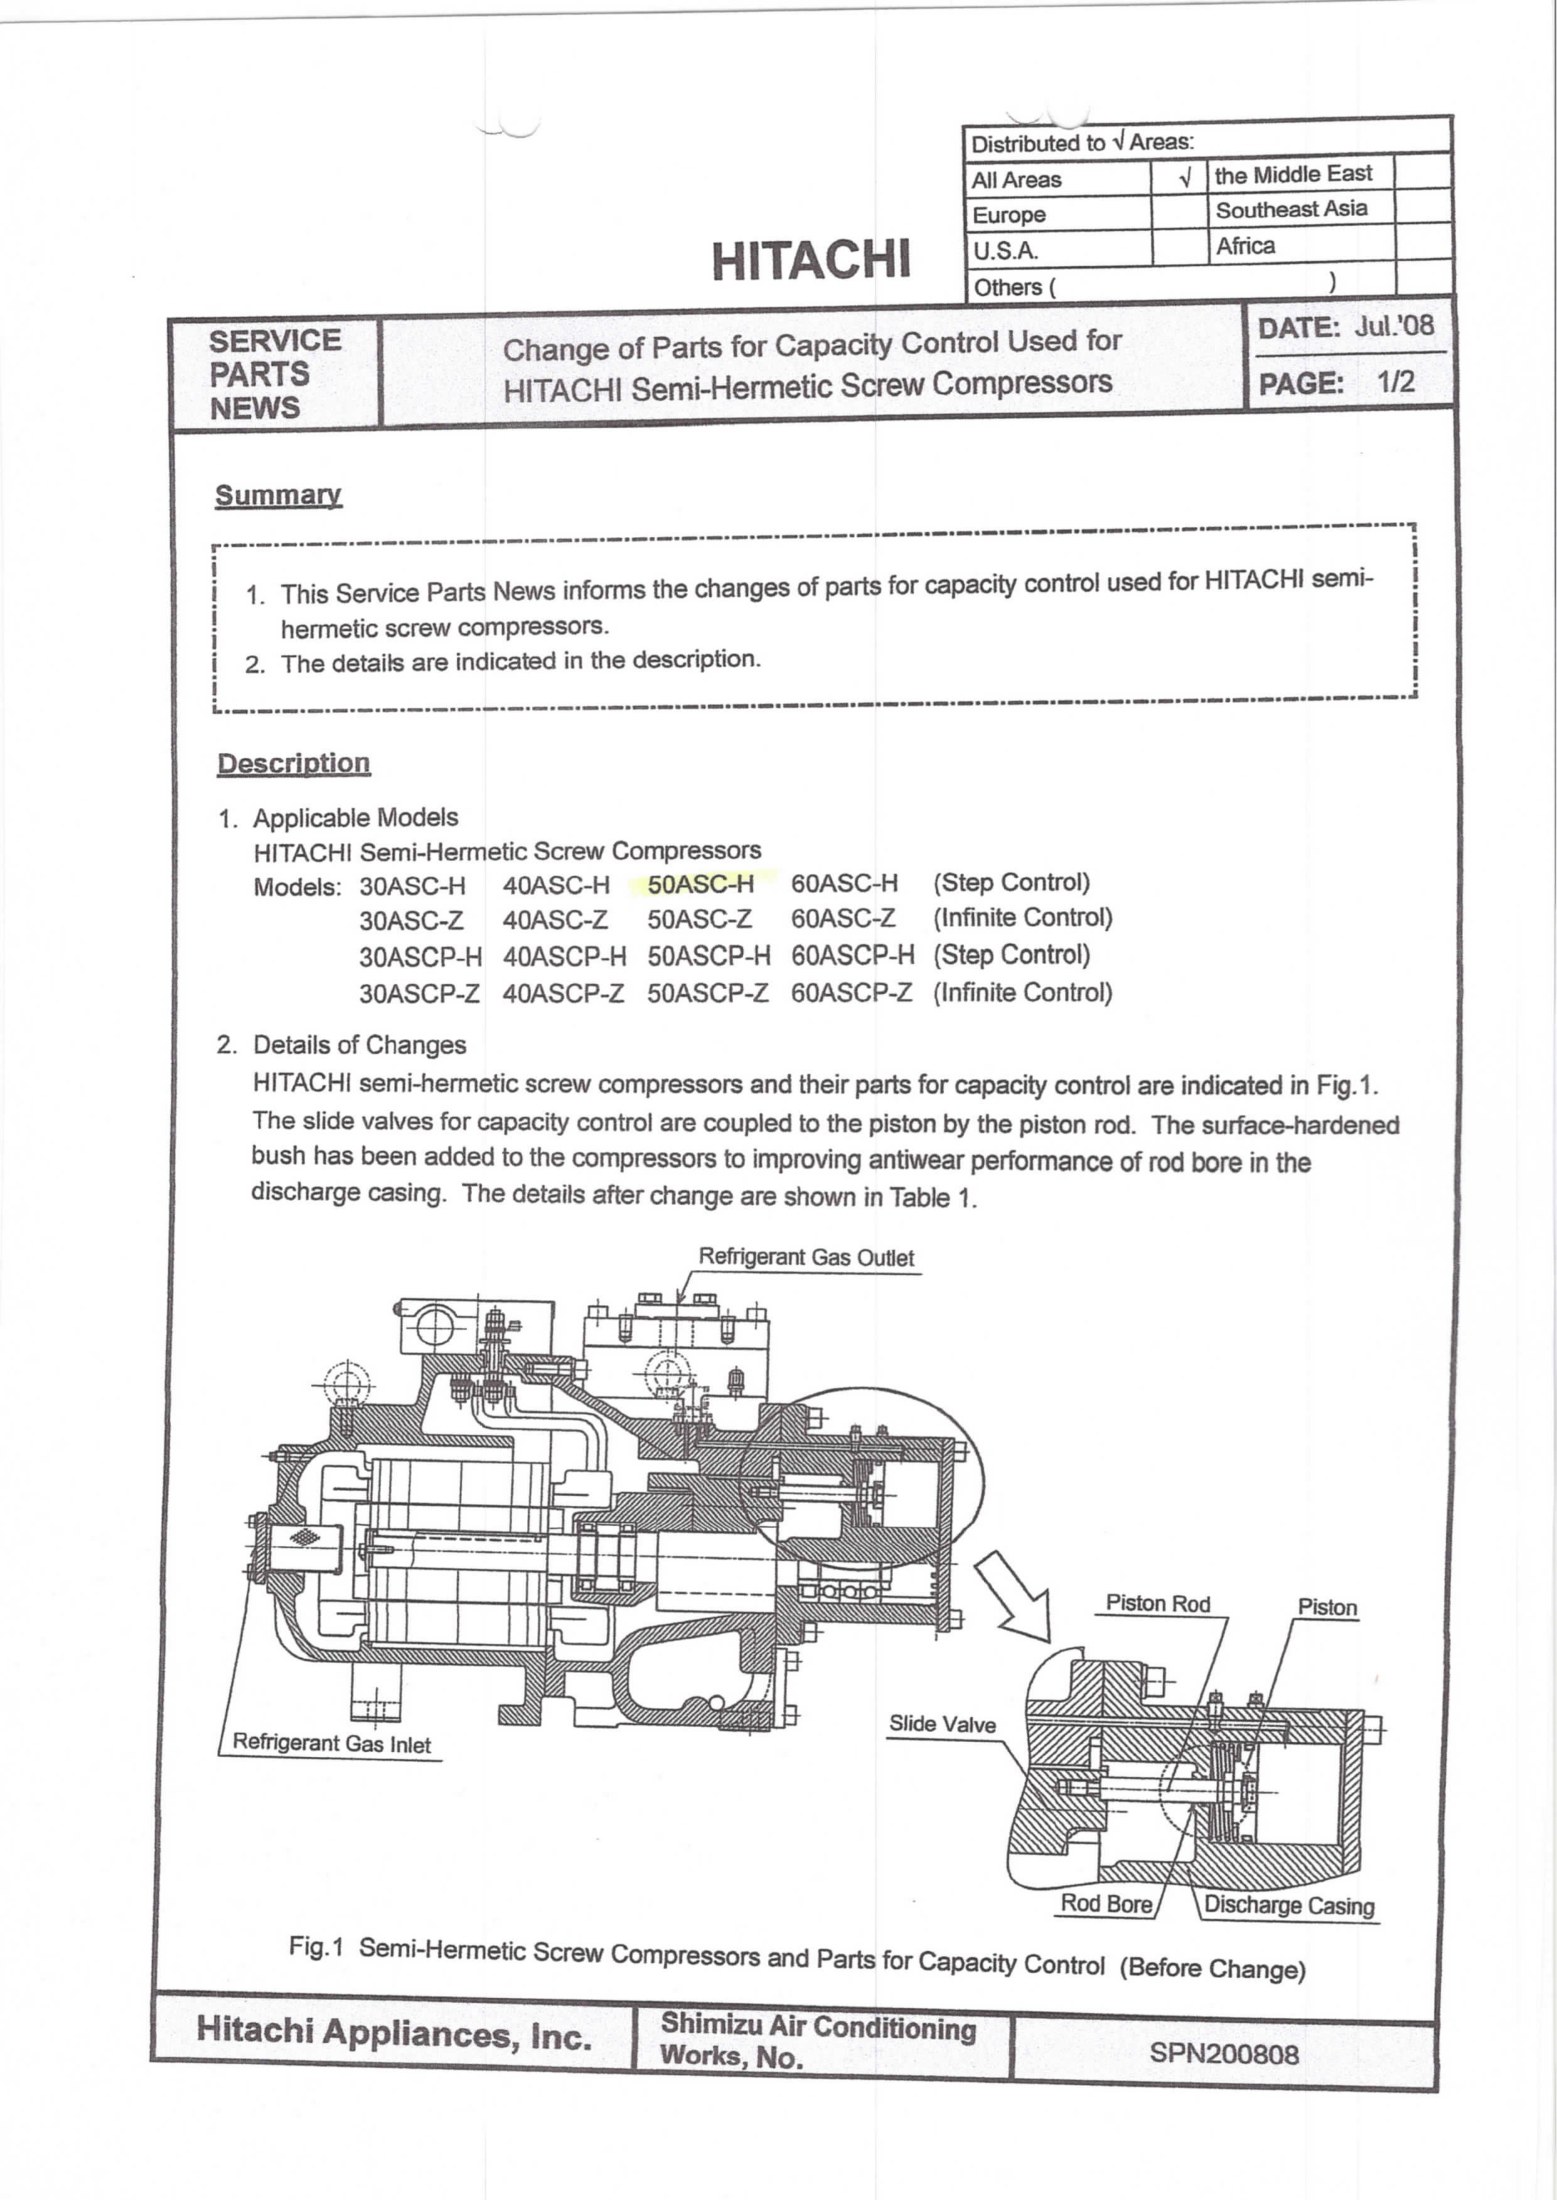 Distributed to √ Areas:
All Areas √ the Middle East
Europe Southeast Asia
U.S.A. Africa
Others ( )
HITACHI
SERVICE
PARTS
NEWS
Change of Parts for Capacity Control Used for
HITACHI Semi-Hermetic Screw Compressors
DATE: Jul.'08
PAGE: 1/2
Summary
1. This Service Parts News informs the changes of parts for capacity control used for HITACHI semi-
hermetic screw compressors.
2. The details are indicated in the description.
Description
1. Applicable Models
HITACHI Semi-Hermetic Screw Compressors
Models: 30ASC-H 40ASC-H 50ASC-H 60ASC-H (Step Control)
30ASC-Z 40ASC-Z 50ASC-Z 60ASC-Z (Infinite Control)
30ASCP-H 40ASCP-H 50ASCP-H 60ASCP-H (Step Control)
30ASCP-Z 40ASCP-Z 50ASCP-Z 60ASCP-Z (Infinite Control)
2. Details of Changes
HITACHI semi-hermetic screw compressors and their parts for capacity control are indicated in Fig.1.
The slide valves for capacity control are coupled to the piston by the piston rod. The surface-hardened
bush has been added to the compressors to improving antiwear performance of rod bore in the
discharge casing. The details after change are shown in Table 1.
Refrigerant Gas Outlet
Piston Rod
Piston
Slide Valve
Refrigerant Gas Inlet
Rod Bore
Discharge Casing
Fig.1 Semi-Hermetic Screw Compressors and Parts for Capacity Control (Before Change)
Hitachi Appliances, Inc.
Shimizu Air Conditioning
Works, No.
SPN200808